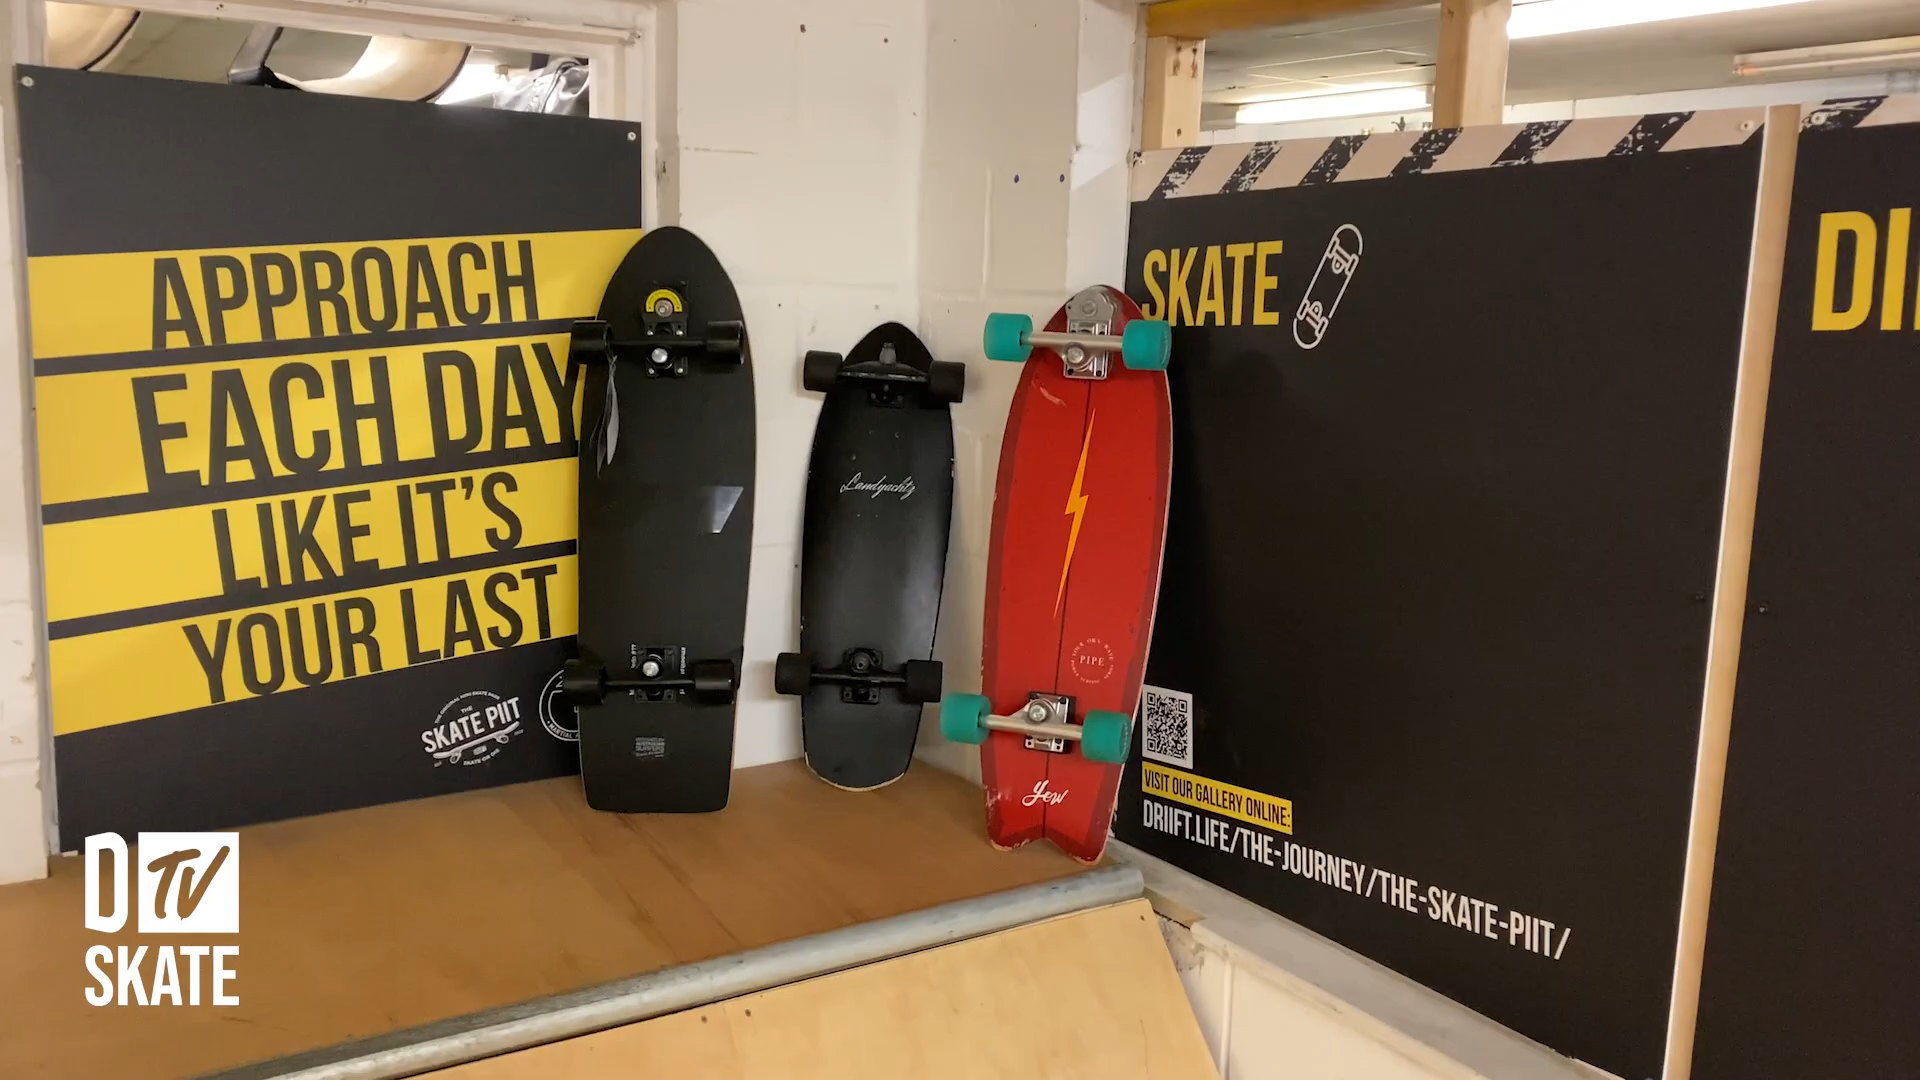 APPROACH
EACH DAY
LIKE IT'S
YOUR LAST
THE
SKATE PIIT
Landyachtz
PIPE
Yow
SKATE
DI
VISIT OUR GALLERY ONLINE:
DRIIFT.LIFE/THE-JOURNEY/THE-SKATE-PIIT/
D TV
SKATE